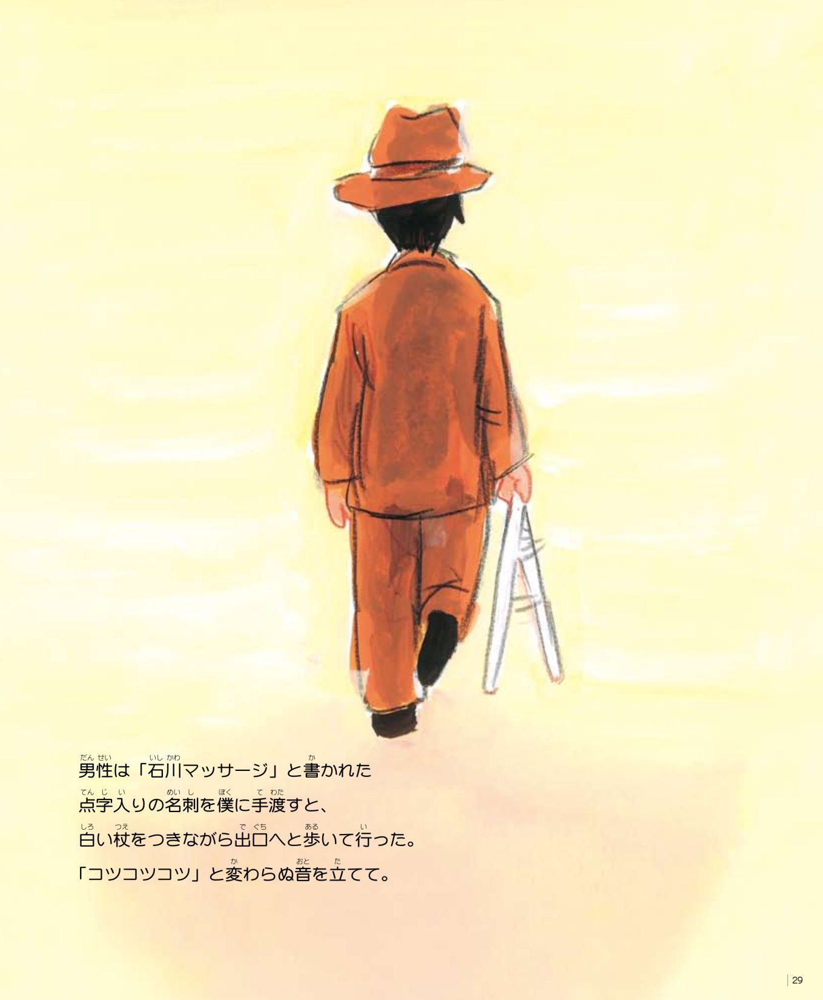 男性は「石川マッサージ」と書かれた
点字入りの名刺を僕に手渡すと、
白い杖をつきながら出口へと歩いて行った。
「コツコツコツ」と変わらぬ音を立てて。
29